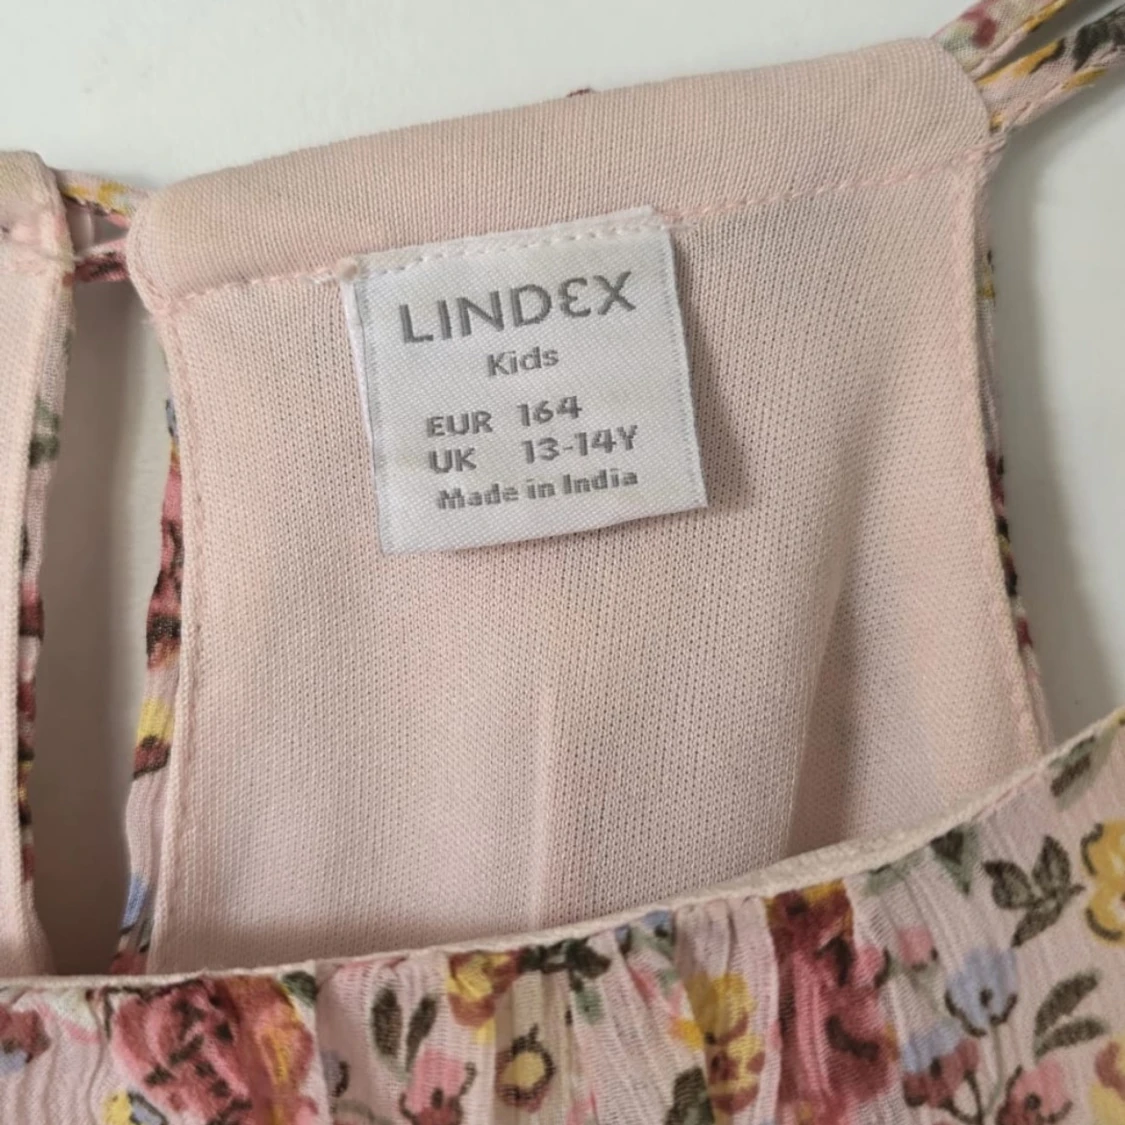 LINDEX
Kids
EUR 164
UK 13-14Y
Made in India